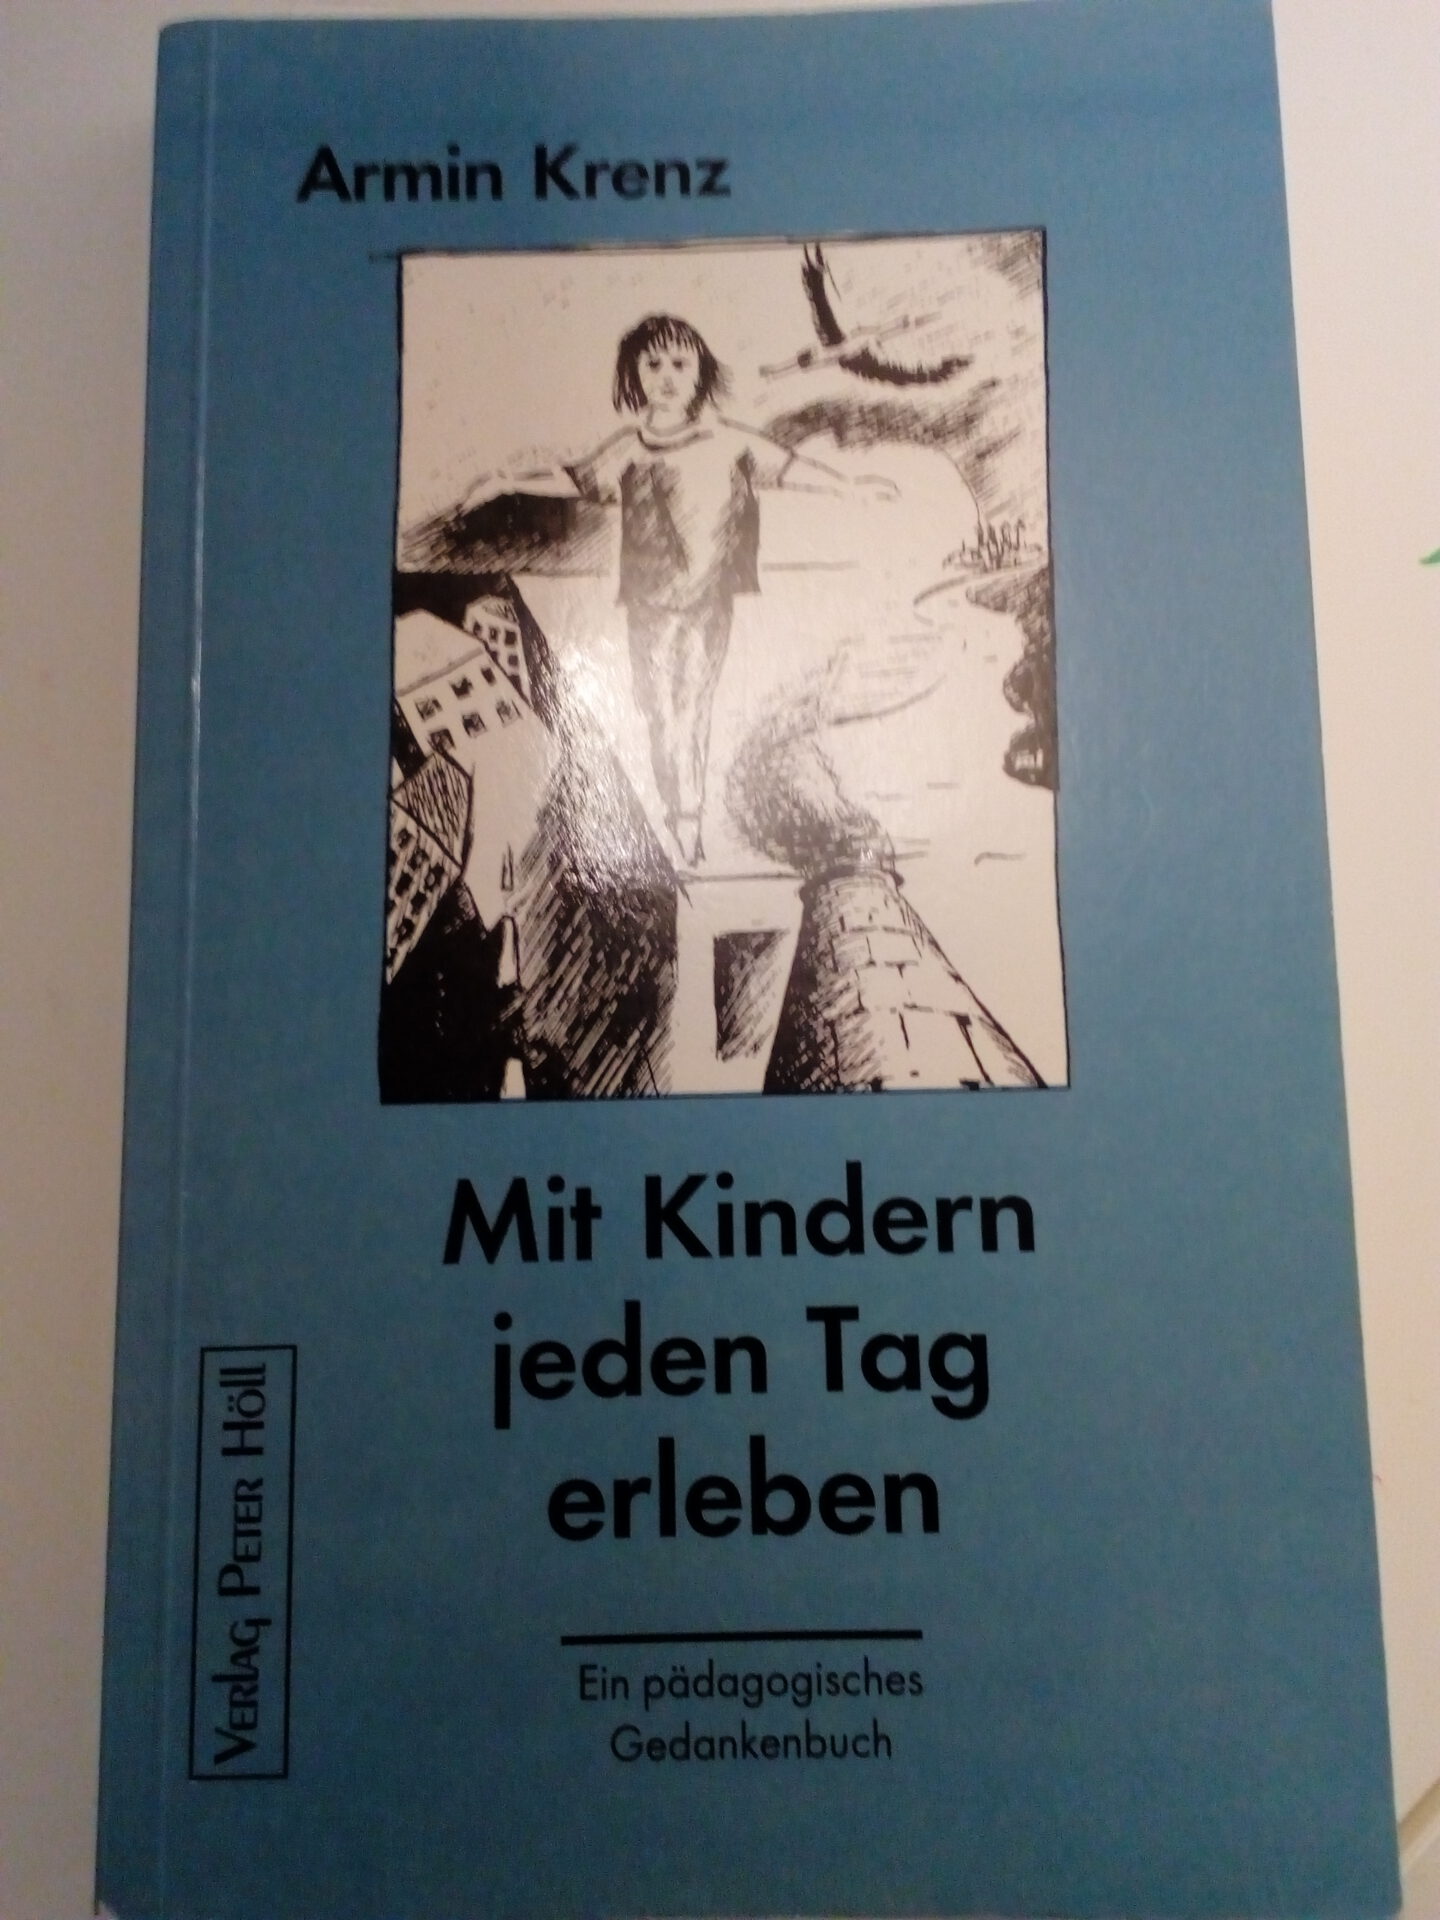 Armin Krenz
Mit Kindern
jeden Tag
erleben
Ein pädagogisches
Gedankenbuch
VERLAG PETER HÖLL